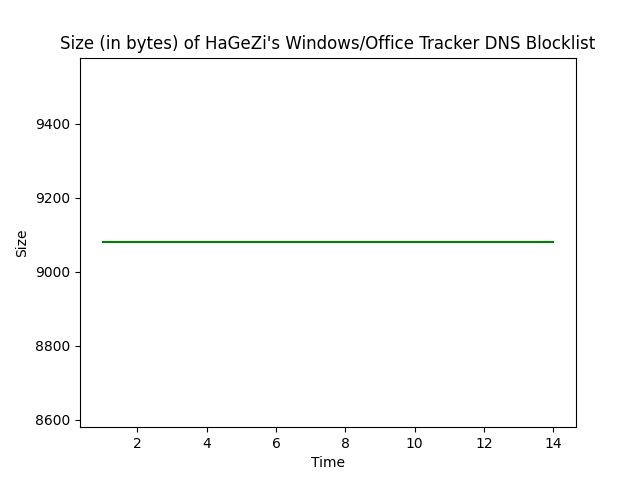 Size (in bytes) of HaGeZi's Windows/Office Tracker DNS Blocklist
9400
9200
9000
8800
8600
Size
2 4 6 8 10 12 14
Time